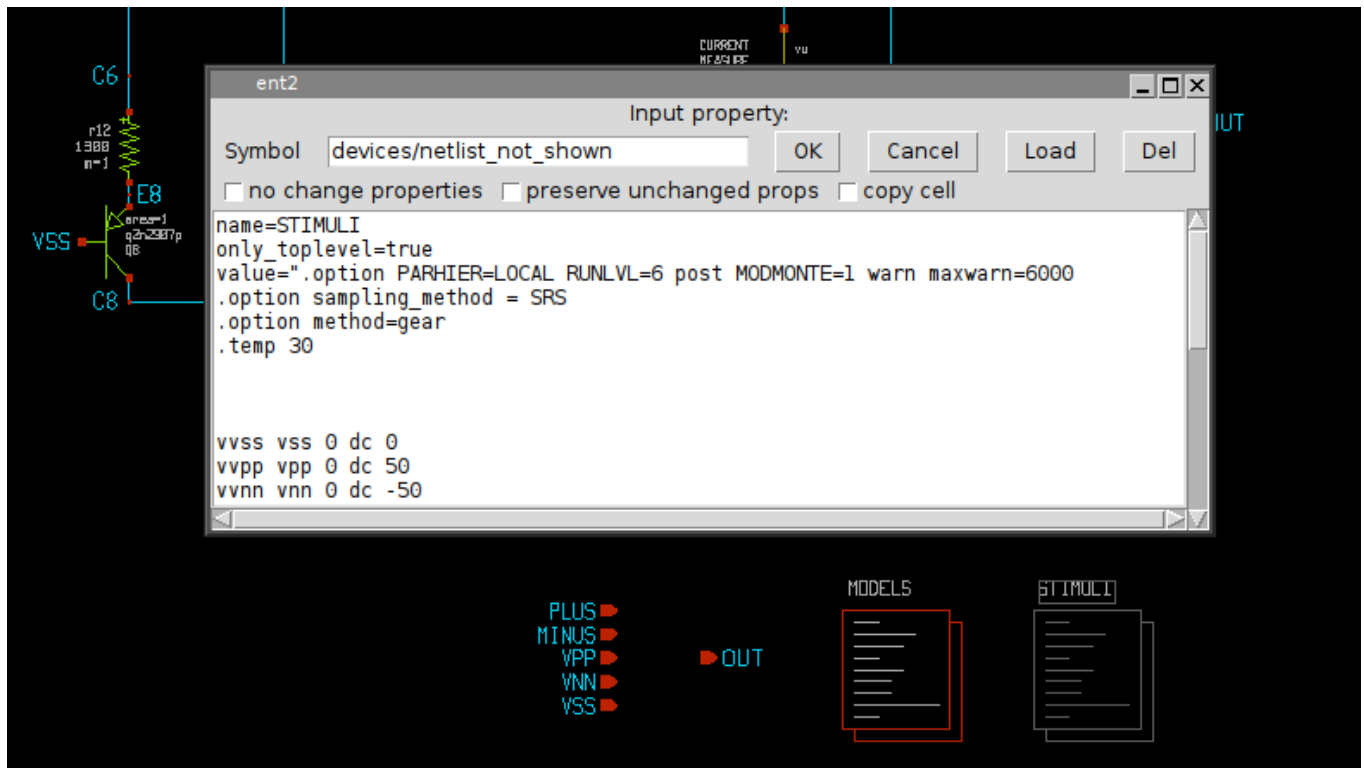 CURRENT
MEASURE
vu
C6
r12
1300
m=1
E8
area=1
q2n2907p
Q8
VSS
C8
ent2
Input property:
Symbol devices/netlist_not_shown OK Cancel Load Del
no change properties preserve unchanged props copy cell
name=STIMULI
only_toplevel=true
value=".option PARHIER=LOCAL RUNLVL=6 post MODMONTE=1 warn maxwarn=6000
.option sampling_method = SRS
.option method=gear
.temp 30
vvss vss 0 dc 0
vvpp vpp 0 dc 50
vvnn vnn 0 dc -50
PLUS
MINUS
VPP
VNN
VSS
OUT
MODELS
STIMULI